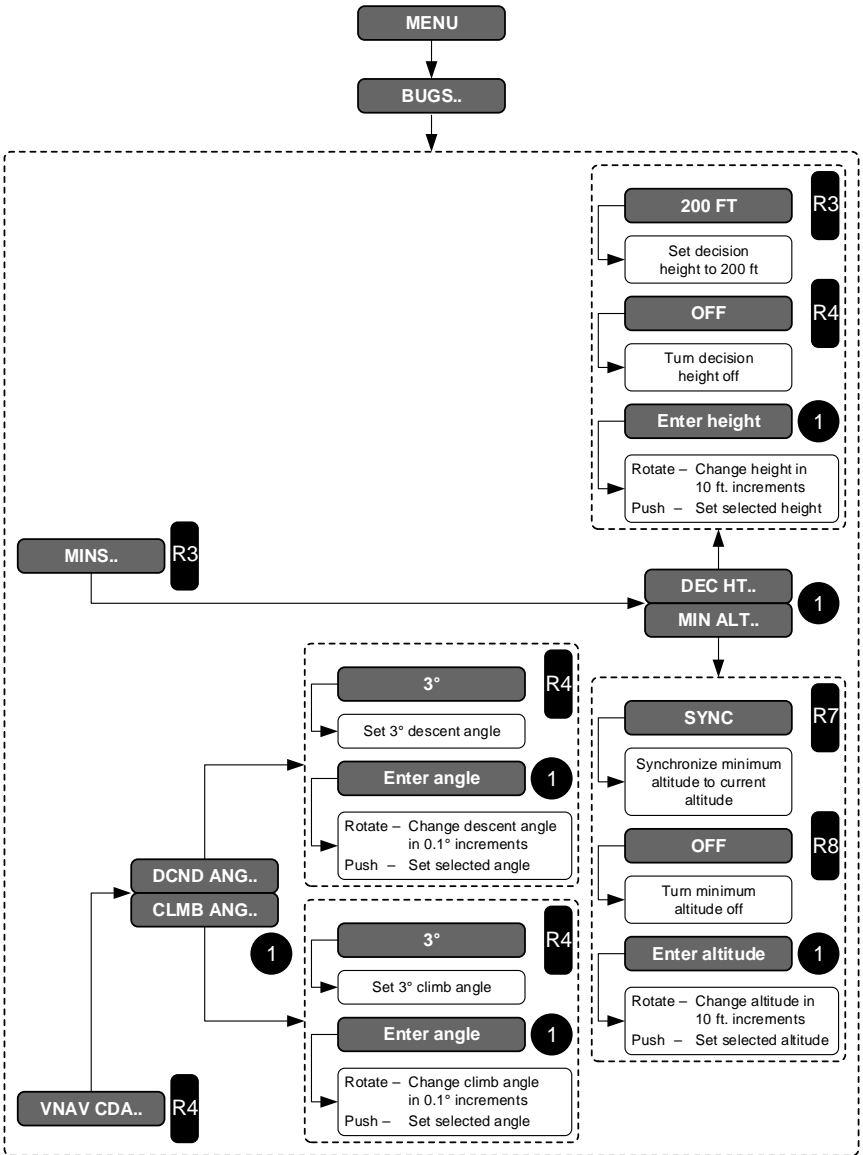 MENU
BUGS..
200 FT
R3
Set decision
height to 200 ft
OFF
R4
Turn decision
height off
Enter height
1
Rotate – Change height in
10 ft. increments
Push – Set selected height
MINS..
R3
DEC HT..
MIN ALT..
1
3°
R4
Set 3° descent angle
Enter angle
1
Rotate – Change descent angle
in 0.1° increments
Push – Set selected angle
SYNC
R7
Synchronize minimum
altitude to current
altitude
OFF
R8
Turn minimum
altitude off
Enter altitude
1
Rotate – Change altitude in
10 ft. increments
Push – Set selected altitude
DCND ANG..
CLMB ANG..
1
3°
R4
Set 3° climb angle
Enter angle
1
Rotate – Change climb angle
in 0.1° increments
Push – Set selected angle
VNAV CDA..
R4